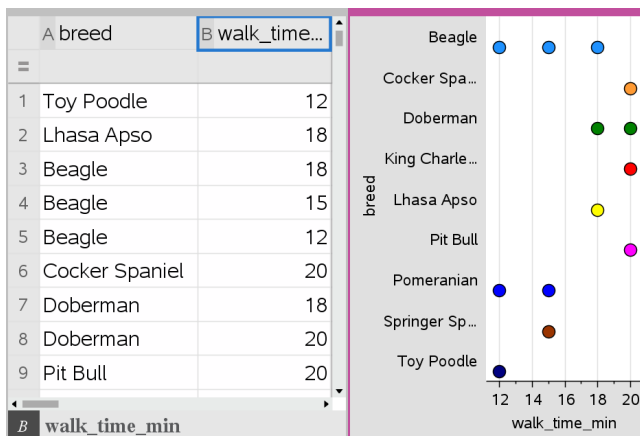 A breed B walk_time...
=
1 Toy Poodle 12
2 Lhasa Apso 18
3 Beagle 18
4 Beagle 15
5 Beagle 12
6 Cocker Spaniel 20
7 Doberman 18
8 Doberman 20
9 Pit Bull 20
B walk_time_min
breed
Beagle
Cocker Spa...
Doberman
King Charle...
Lhasa Apso
Pit Bull
Pomeranian
Springer Sp...
Toy Poodle
12 14 16 18 20
walk_time_min